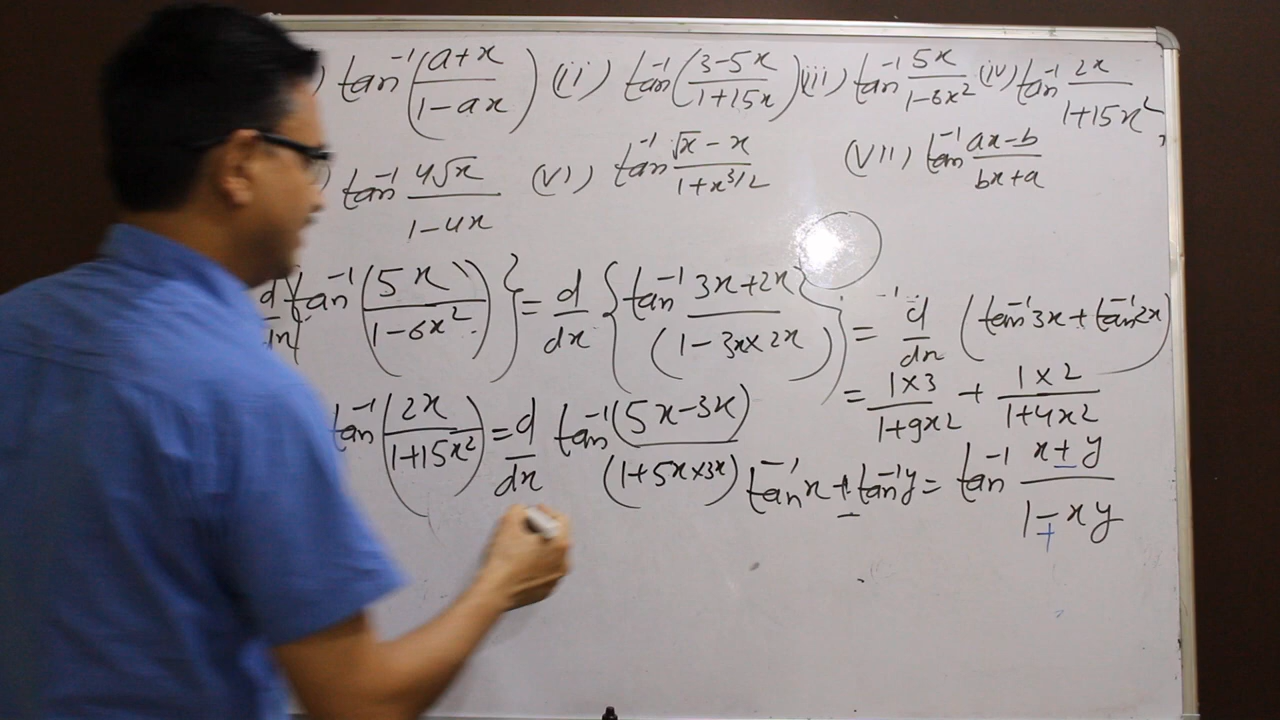 ) tan⁻¹((a+x)/(1-ax)) (ii) tan⁻¹((3-5x)/(1+15x)) (iii) tan⁻¹ 5x/(1-6x²) (iv) tan⁻¹ 2x/(1+15x²),
) tan⁻¹ 4√x/(1-4x) (vi) tan⁻¹ (√x-x)/(1+x^3/2) (vii) tan⁻¹ (ax-b)/(bx+a)
d/dx {tan⁻¹(5x/(1-6x²))} = d/dx {tan⁻¹ (3x+2x)/(1-3x×2x)} = d/dx (tan⁻¹3x + tan⁻¹2x)
= (1×3)/(1+9x²) + (1×2)/(1+4x²)
tan⁻¹(2x/(1+15x²)) = d/dx tan⁻¹ (5x-3x)/(1+5x×3x)
tan⁻¹x ± tan⁻¹y = tan⁻¹ (x±y)/(1∓xy)